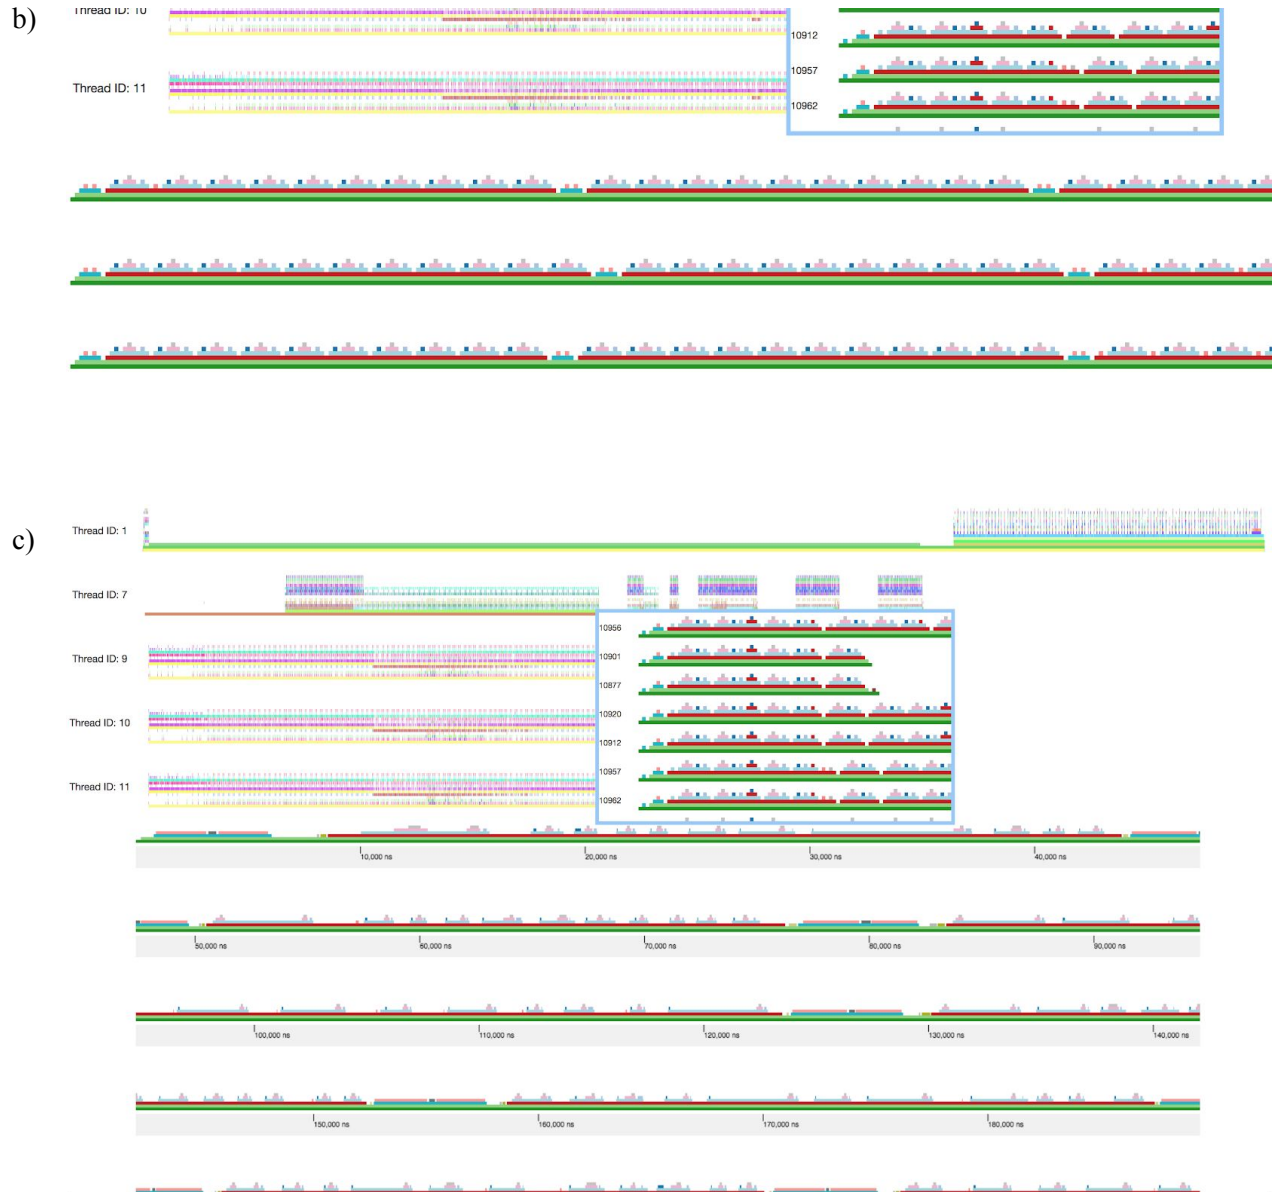 b)
Thread ID: 10
10912
Thread ID: 11
10957
10962
c)
Thread ID: 1
Thread ID: 7
10956
Thread ID: 9
10901
10877
10920
Thread ID: 10
10912
10957
Thread ID: 11
10962
10,000 ns 20,000 ns 30,000 ns 40,000 ns
50,000 ns 60,000 ns 70,000 ns 80,000 ns 90,000 ns
100,000 ns 110,000 ns 120,000 ns 130,000 ns 140,000 ns
150,000 ns 160,000 ns 170,000 ns 180,000 ns